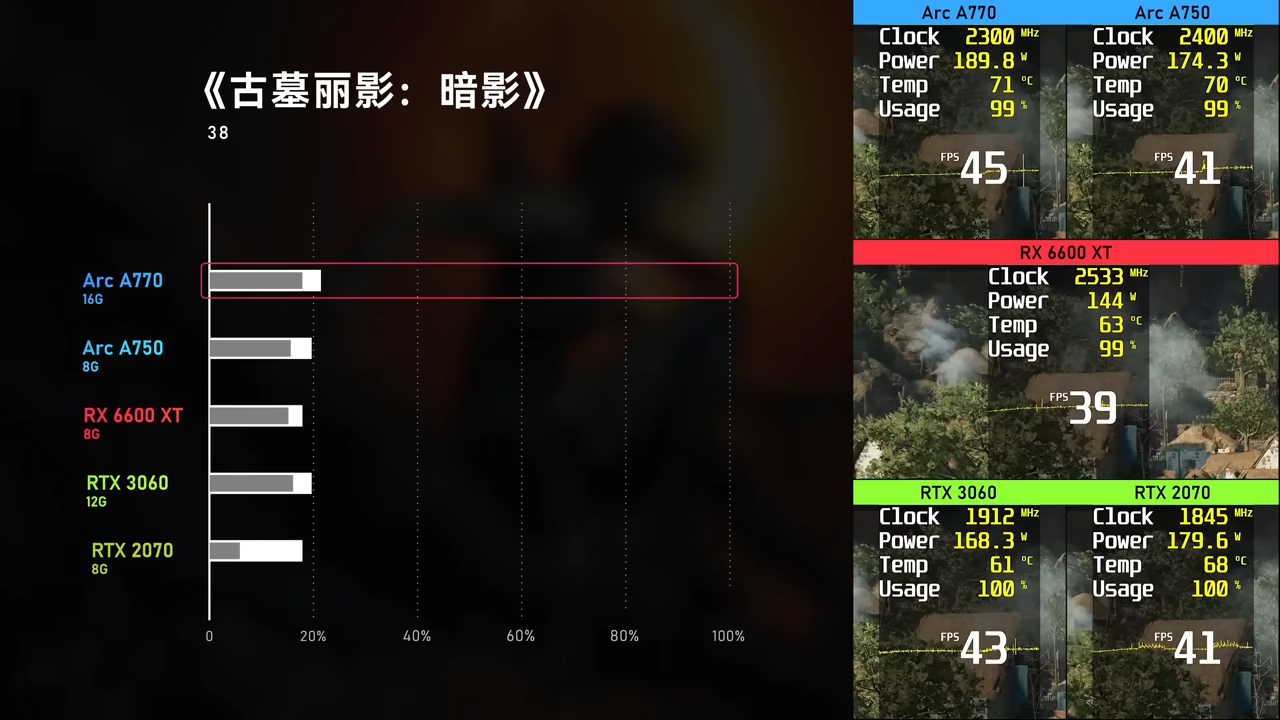 《古墓丽影：暗影》
38
Arc A770
16G
Arc A750
8G
RX 6600 XT
8G
RTX 3060
12G
RTX 2070
8G
0 20% 40% 60% 80% 100%
Arc A770
Clock 2300 MHz
Power 189.8 W
Temp 71 °C
Usage 99 %
FPS 45
Arc A750
Clock 2400 MHz
Power 174.3 W
Temp 70 °C
Usage 99 %
FPS 41
RX 6600 XT
Clock 2533 MHz
Power 144 W
Temp 63 °C
Usage 99 %
FPS 39
RTX 3060
Clock 1912 MHz
Power 168.3 W
Temp 61 °C
Usage 100 %
FPS 43
RTX 2070
Clock 1845 MHz
Power 179.6 W
Temp 68 °C
Usage 100 %
FPS 41